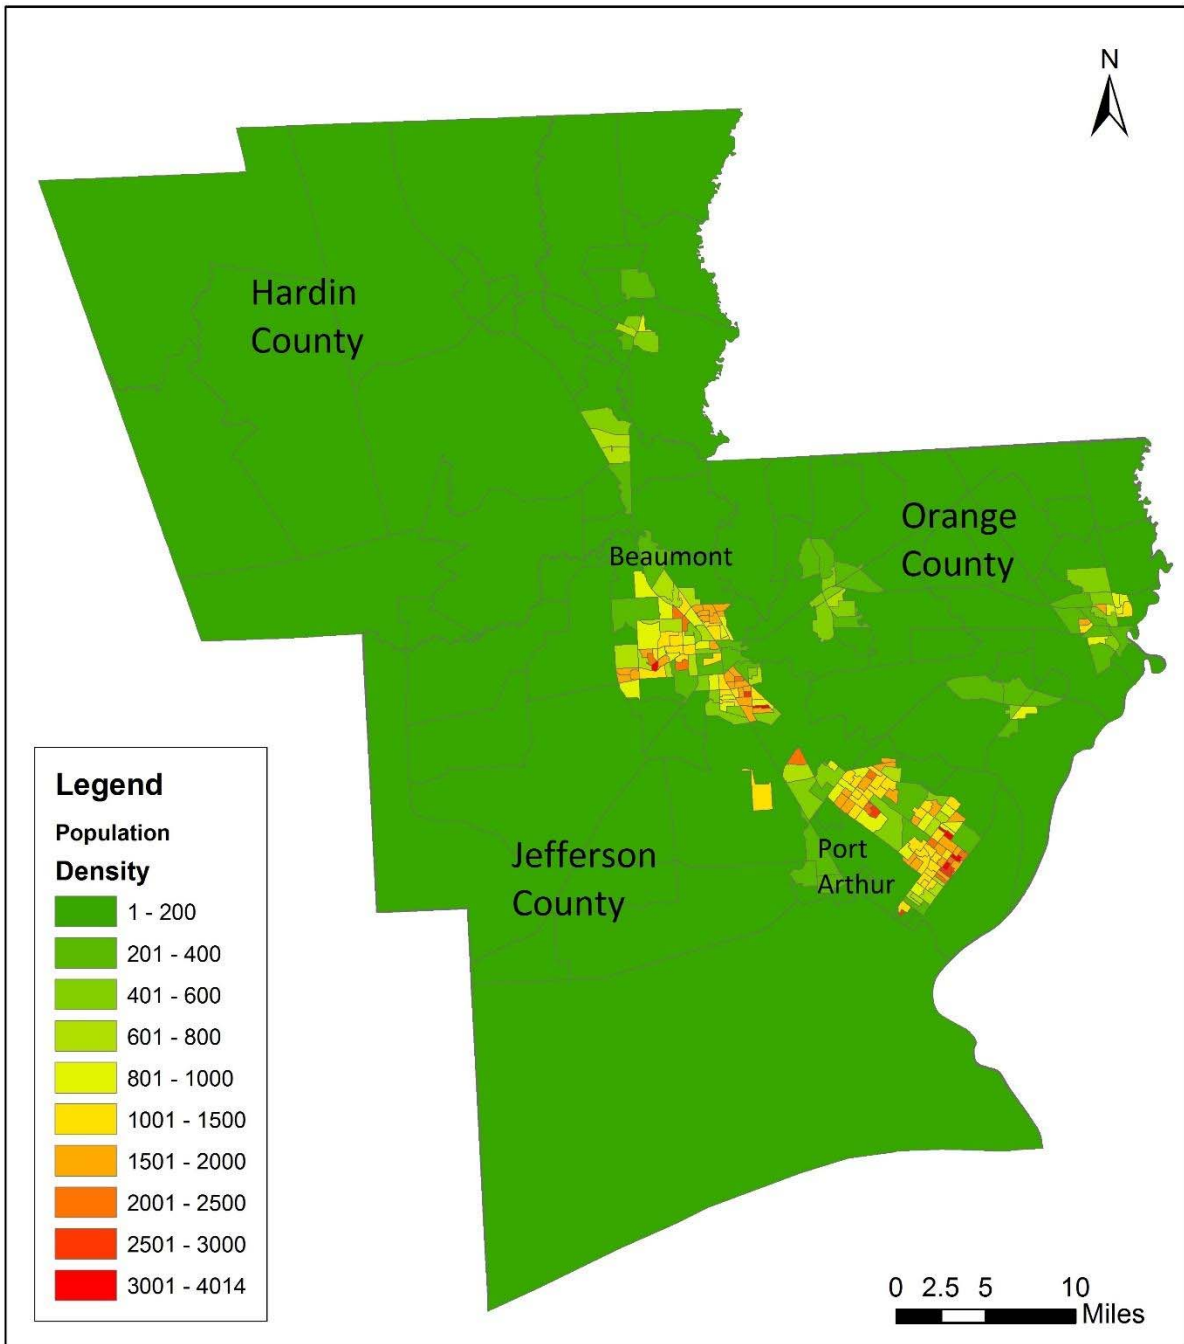 N
Hardin
County
Orange
County
Beaumont
Jefferson
County
Port
Arthur
Legend
Population
Density
1 - 200
201 - 400
401 - 600
601 - 800
801 - 1000
1001 - 1500
1501 - 2000
2001 - 2500
2501 - 3000
3001 - 4014
0 2.5 5 10
Miles